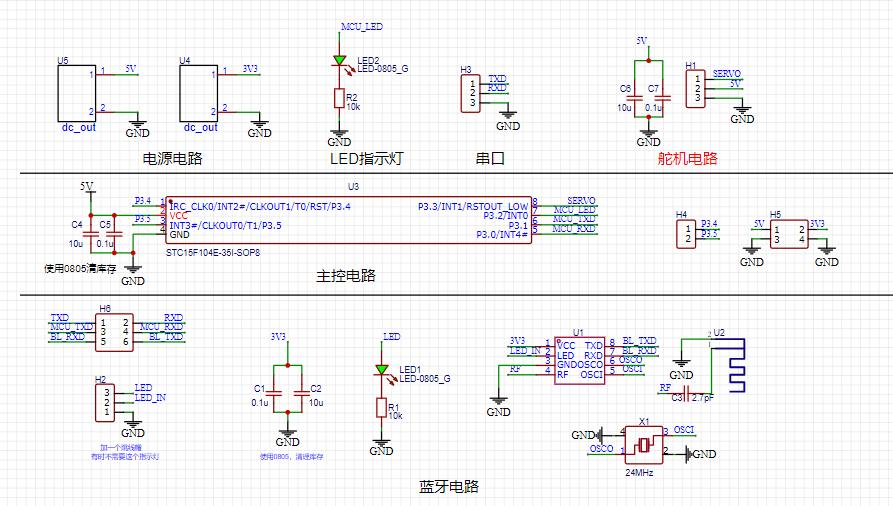 MCU_LED
U5
1 1 5V
2 2
dc_out
GND
U4
1 1 3V3
2 2
dc_out
GND
LED2
LED-0805_G
R2
10k
GND
H3
1 TXD
2 RXD
3
GND
5V
C6
10u
C7
0.1u
GND
H1
1 SERVO
2 5V
3
GND
电源电路
LED指示灯
串口
舵机电路
5V
C4
10u
C5
0.1u
使用0805清库存
GND
U3
P3.4 1 IRC_CLK0/INT2#/CLKOUT1/T0/RST/P3.4
2 VCC
P3.5 3 INT3#/CLKOUT0/T1/P3.5
4 GND
P3.3/INT1/RSTOUT_LOW 8 SERVO
P3.2/INT0 7 MCU_LED
P3.1 6 MCU_TXD
P3.0/INT4# 5 MCU_RXD
STC15F104E-35I-SOP8
主控电路
H4
1 P3.4
2 P3.5
H5
5V 1 2 3V3
3 4
GND
GND
H6
TXD 1 2 RXD
MCU_TXD 3 4 MCU_RXD
BL_RXD 5 6 BL_TXD
H2
3 LED
2 LED_IN
1
GND
加一个跳线帽
有时不需要这个指示灯
3V3
C1
0.1u
C2
10u
GND
使用0805，清理库存
LED
LED1
LED-0805_G
R1
10k
GND
U1
3V3 1 VCC TXD 8 BL_TXD
LED_IN 2 LED RXD 7 BL_RXD
3 GND OSCO 6 OSCO
RF 4 RF OSCI 5 OSCI
GND
U2
2
1
GND
RF
C3 2.7pF
X1
GND 4 3 OSCI
OSCO 1 2 GND
24MHz
蓝牙电路